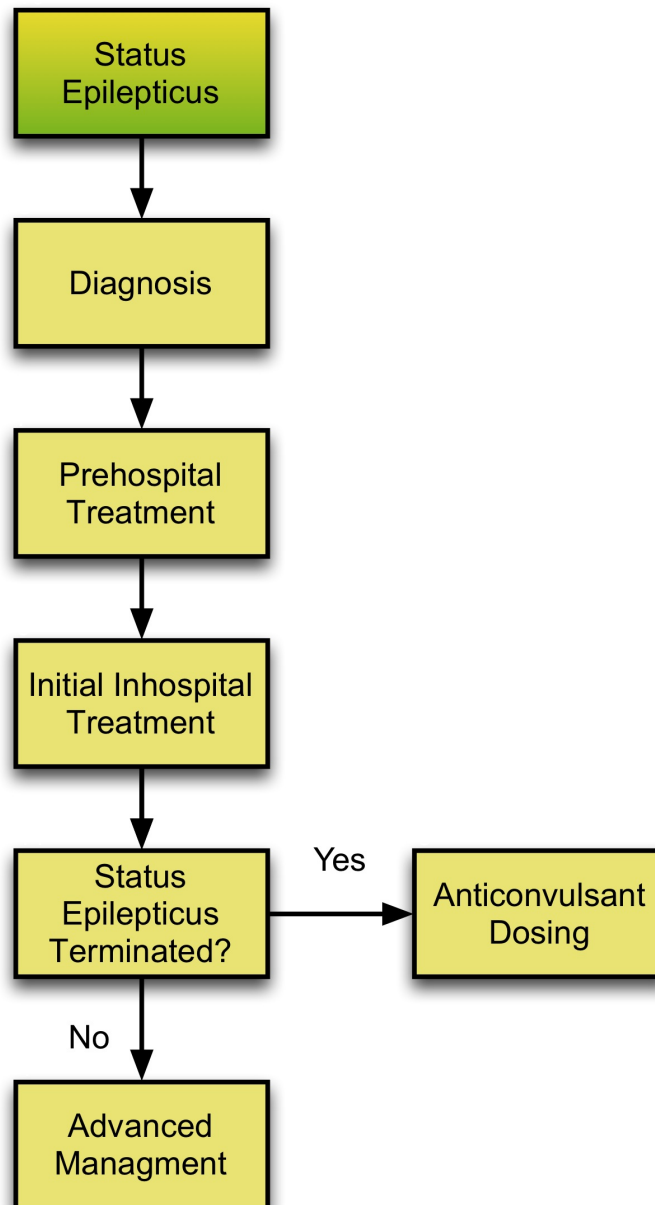 Status
Epilepticus
Diagnosis
Prehospital
Treatment
Initial Inhospital
Treatment
Status
Epilepticus
Terminated?
Yes
Anticonvulsant
Dosing
No
Advanced
Managment